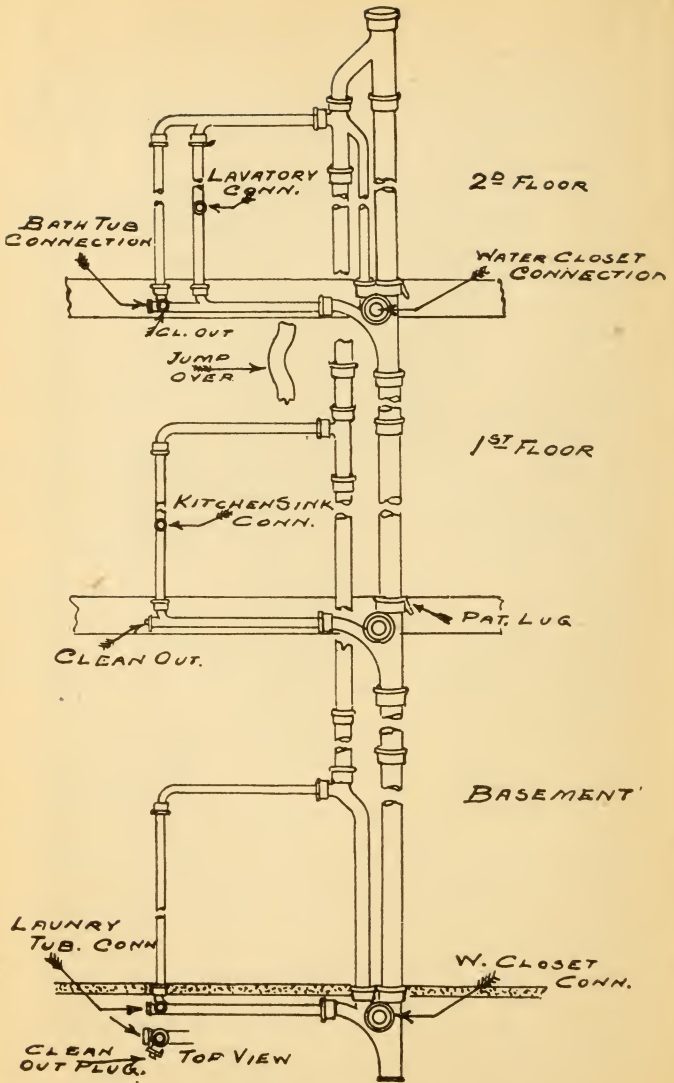 2D FLOOR
LAVATORY
CONN.
BATH TUB
CONNECTION
WATER CLOSET
CONNECTION
CL. OUT
JUMP
OVER
1ST FLOOR
KITCHEN SINK
CONN.
PAT. LUG
CLEAN OUT.
BASEMENT
LAUNRY
TUB. CONN
W. CLOSET
CONN.
TOP VIEW
CLEAN
OUT PLUG.